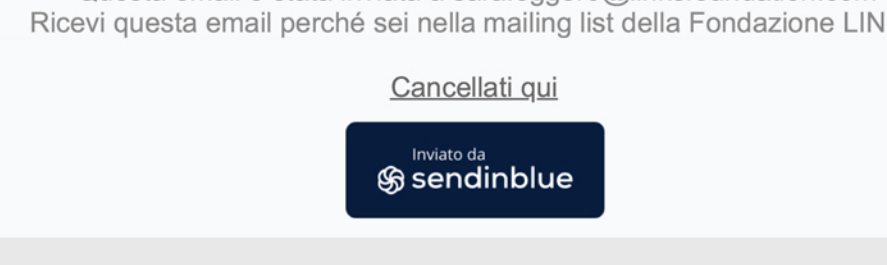 Ricevi questa email perché sei nella mailing list della Fondazione LIN
Cancellati qui
Inviato da
sendinblue